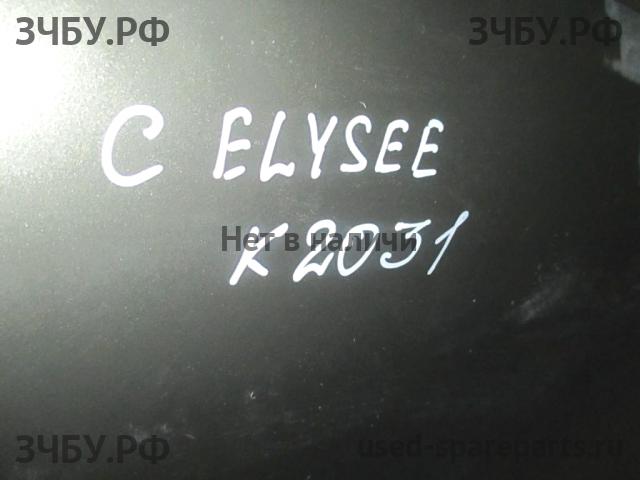 ЗЧБУ.РФ ЗЧБУ.РФ
C ELYSEE
Нет в наличи
K2031
ЗЧБУ.РФ used-spareparts.ru